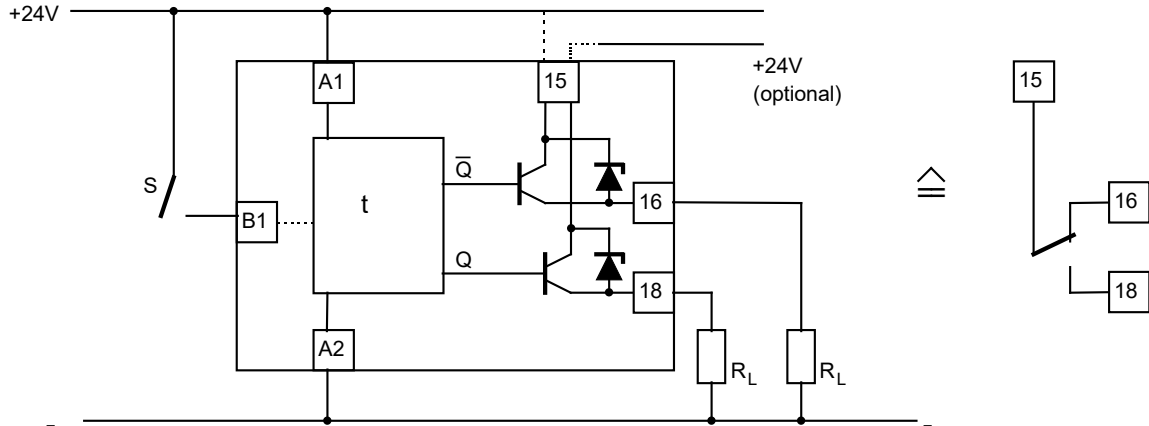 +24V
A1
15
+24V
(optional)
15
S
B1
t
Q̅
Q
16
18
A2
R_L
R_L
≙
16
18
–
–